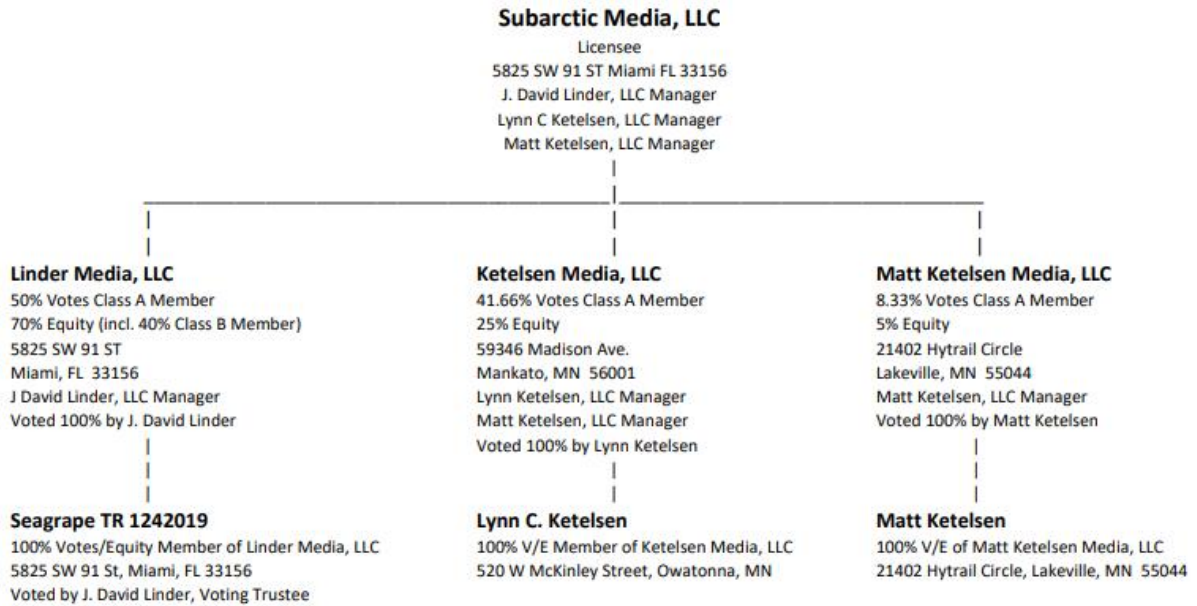 Subarctic Media, LLC
Licensee
5825 SW 91 ST Miami FL 33156
J. David Linder, LLC Manager
Lynn C Ketelsen, LLC Manager
Matt Ketelsen, LLC Manager
Linder Media, LLC
50% Votes Class A Member
70% Equity (incl. 40% Class B Member)
5825 SW 91 ST
Miami, FL 33156
J David Linder, LLC Manager
Voted 100% by J. David Linder
Ketelsen Media, LLC
41.66% Votes Class A Member
25% Equity
59346 Madison Ave.
Mankato, MN 56001
Lynn Ketelsen, LLC Manager
Matt Ketelsen, LLC Manager
Voted 100% by Lynn Ketelsen
Matt Ketelsen Media, LLC
8.33% Votes Class A Member
5% Equity
21402 Hytrail Circle
Lakeville, MN 55044
Matt Ketelsen, LLC Manager
Voted 100% by Matt Ketelsen
Seagrape TR 1242019
100% Votes/Equity Member of Linder Media, LLC
5825 SW 91 St, Miami, FL 33156
Voted by J. David Linder, Voting Trustee
Lynn C. Ketelsen
100% V/E Member of Ketelsen Media, LLC
520 W McKinley Street, Owatonna, MN
Matt Ketelsen
100% V/E of Matt Ketelsen Media, LLC
21402 Hytrail Circle, Lakeville, MN 55044